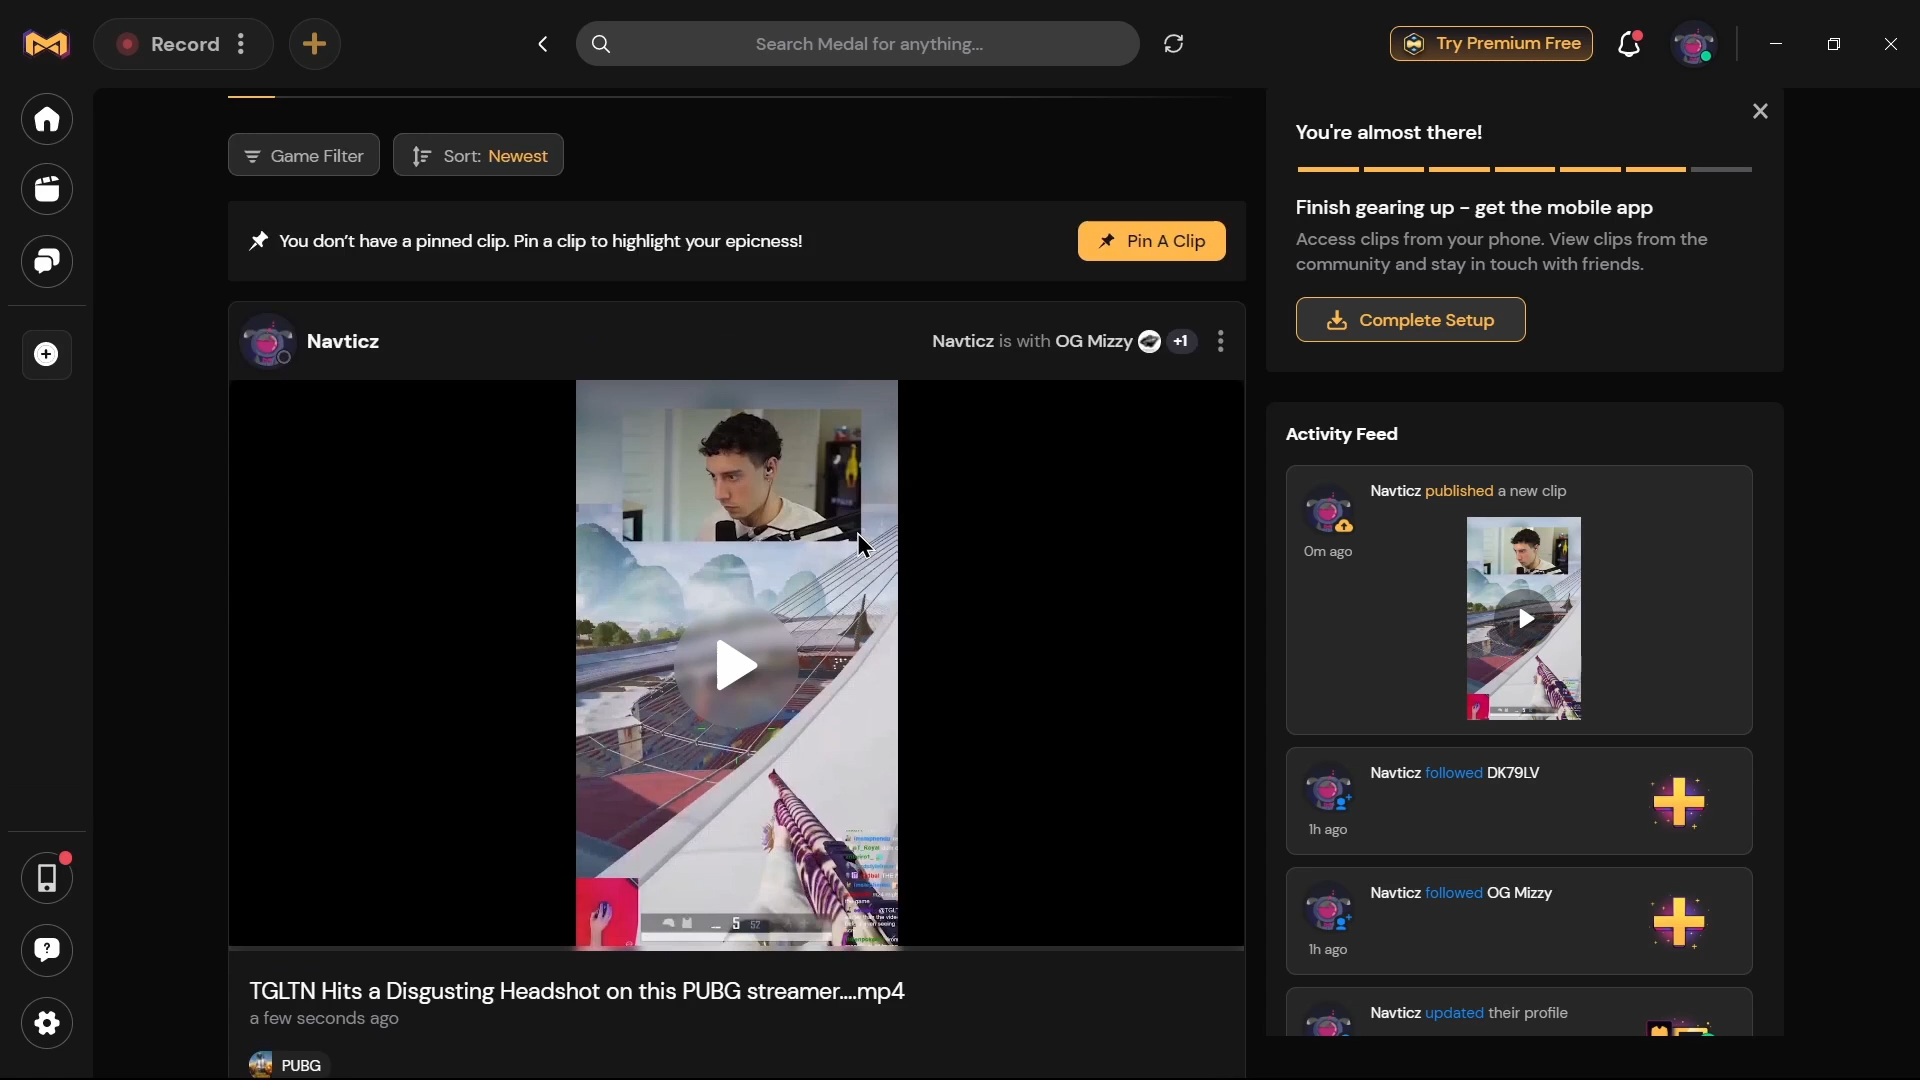 Record
Search Medal for anything...
Try Premium Free
Game Filter
Sort: Newest
You don't have a pinned clip. Pin a clip to highlight your epicness!
Pin A Clip
Navticz
Navticz is with OG Mizzy +1
5 52
TGLTN Hits a Disgusting Headshot on this PUBG streamer....mp4
a few seconds ago
PUBG
You're almost there!
Finish gearing up - get the mobile app
Access clips from your phone. View clips from the
community and stay in touch with friends.
Complete Setup
Activity Feed
Navticz published a new clip
0m ago
Navticz followed DK79LV
1h ago
Navticz followed OG Mizzy
1h ago
Navticz updated their profile